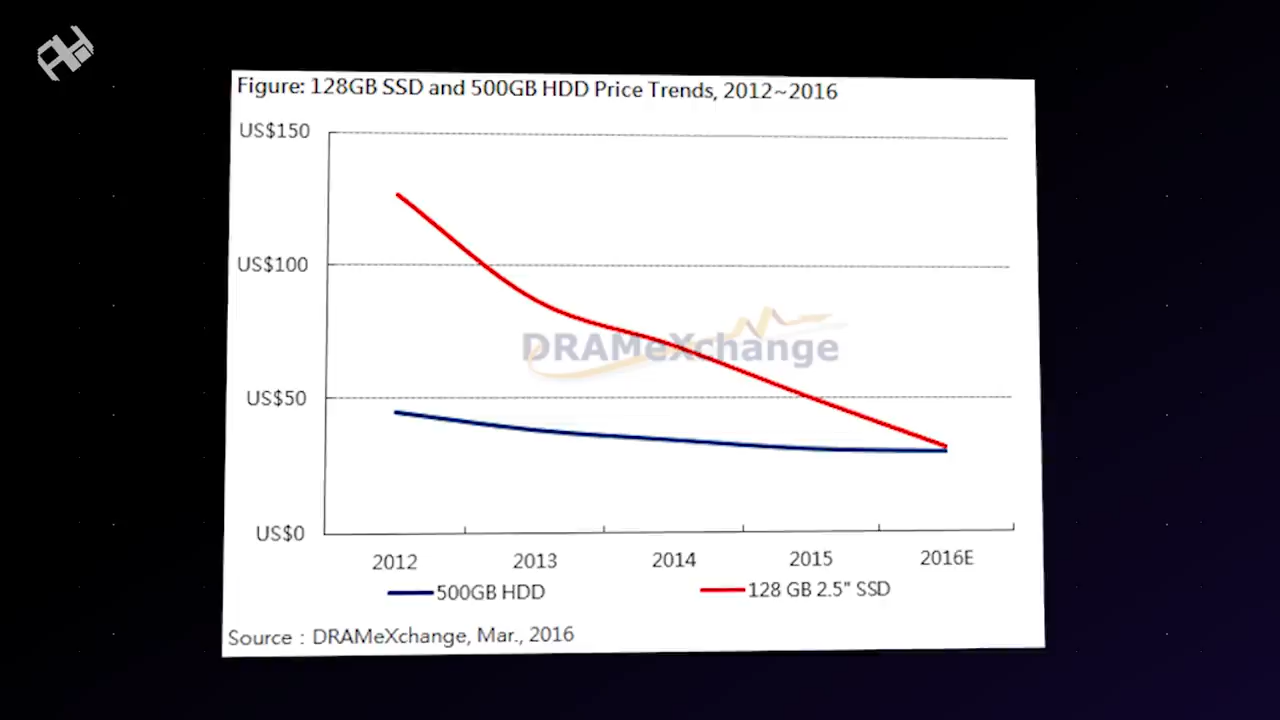 Figure: 128GB SSD and 500GB HDD Price Trends, 2012~2016
US$150
US$100
US$50
US$0
DRAMeXchange
2012 2013 2014 2015 2016E
500GB HDD 128 GB 2.5" SSD
Source : DRAMeXchange, Mar., 2016